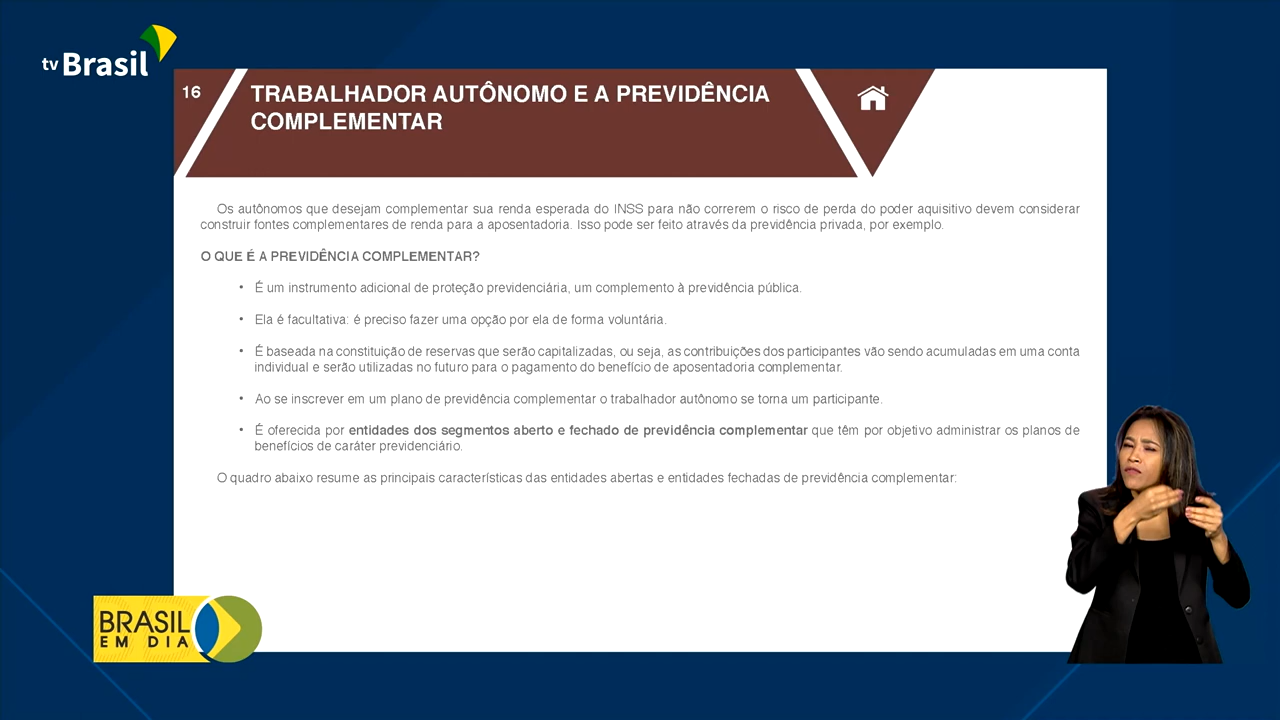 tv Brasil
16
TRABALHADOR AUTÔNOMO E A PREVIDÊNCIA
COMPLEMENTAR
Os autônomos que desejam complementar sua renda esperada do INSS para não correrem o risco de perda do poder aquisitivo devem considerar
construir fontes complementares de renda para a aposentadoria. Isso pode ser feito através da previdência privada, por exemplo.
O QUE É A PREVIDÊNCIA COMPLEMENTAR?
• É um instrumento adicional de proteção previdenciária, um complemento à previdência pública.
• Ela é facultativa: é preciso fazer uma opção por ela de forma voluntária.
• É baseada na constituição de reservas que serão capitalizadas, ou seja, as contribuições dos participantes vão sendo acumuladas em uma conta
individual e serão utilizadas no futuro para o pagamento do benefício de aposentadoria complementar.
• Ao se inscrever em um plano de previdência complementar o trabalhador autônomo se torna um participante.
• É oferecida por entidades dos segmentos aberto e fechado de previdência complementar que têm por objetivo administrar os planos de
benefícios de caráter previdenciário.
O quadro abaixo resume as principais características das entidades abertas e entidades fechadas de previdência complementar:
BRASIL
EM DIA